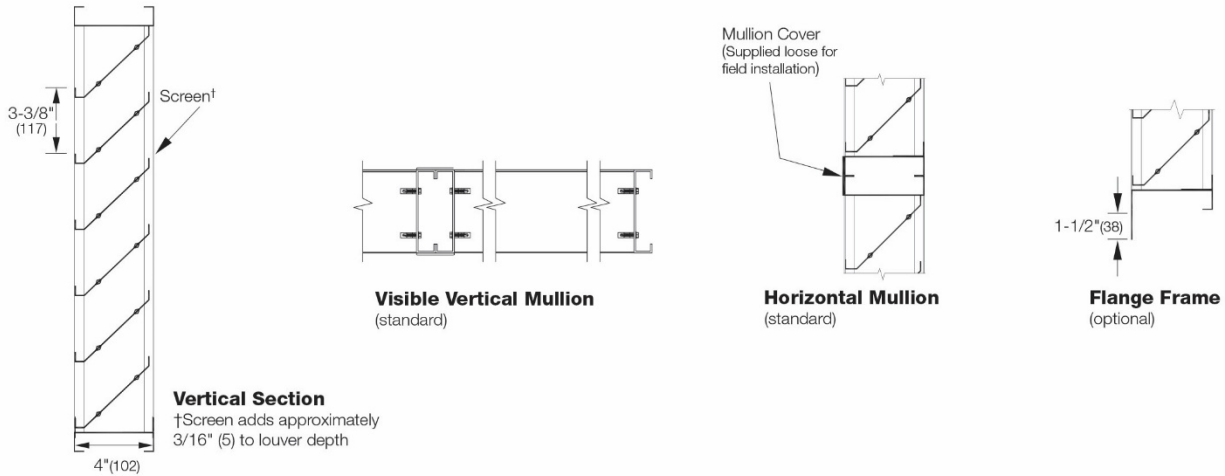 3-3/8"
(117)
Screen†
Vertical Section
†Screen adds approximately
3/16" (5) to louver depth
4"(102)
Visible Vertical Mullion
(standard)
Mullion Cover
(Supplied loose for
field installation)
Horizontal Mullion
(standard)
1-1/2"(38)
Flange Frame
(optional)